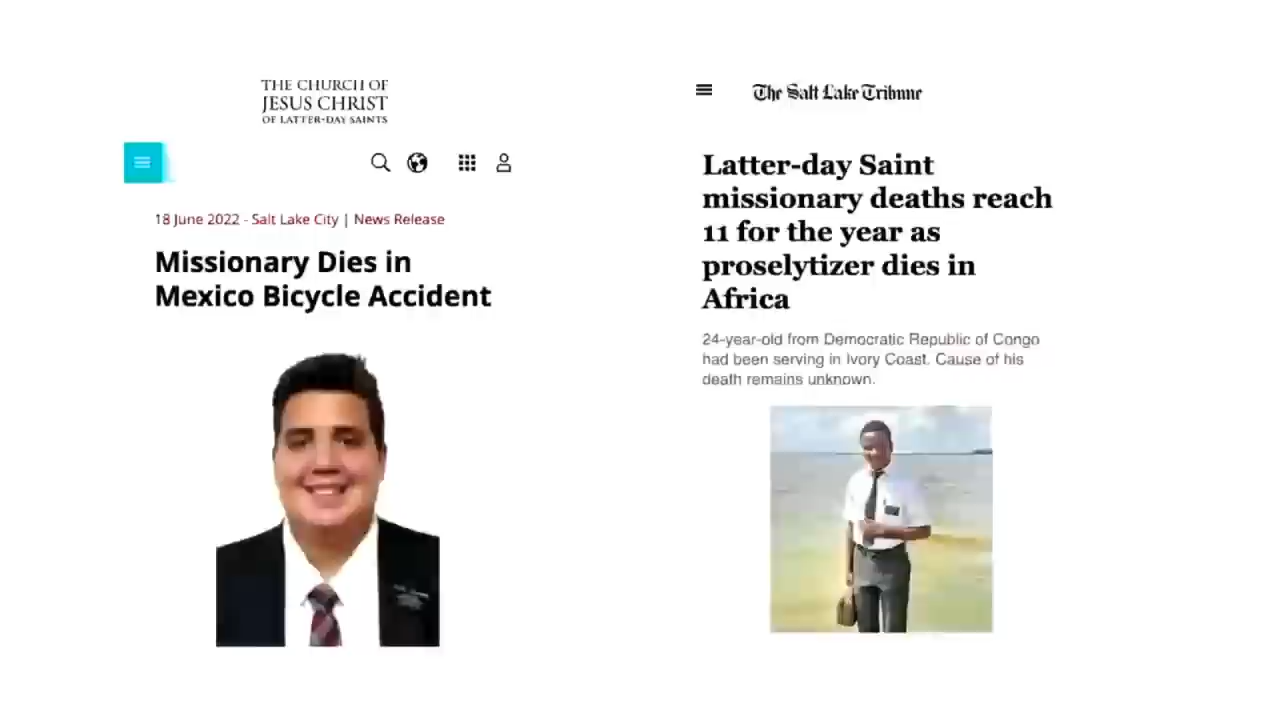 THE CHURCH OF
JESUS CHRIST
OF LATTER-DAY SAINTS
18 June 2022 - Salt Lake City | News Release
Missionary Dies in
Mexico Bicycle Accident
The Salt Lake Tribune
Latter-day Saint
missionary deaths reach
11 for the year as
proselytizer dies in
Africa
24-year-old from Democratic Republic of Congo
had been serving in Ivory Coast. Cause of his
death remains unknown.